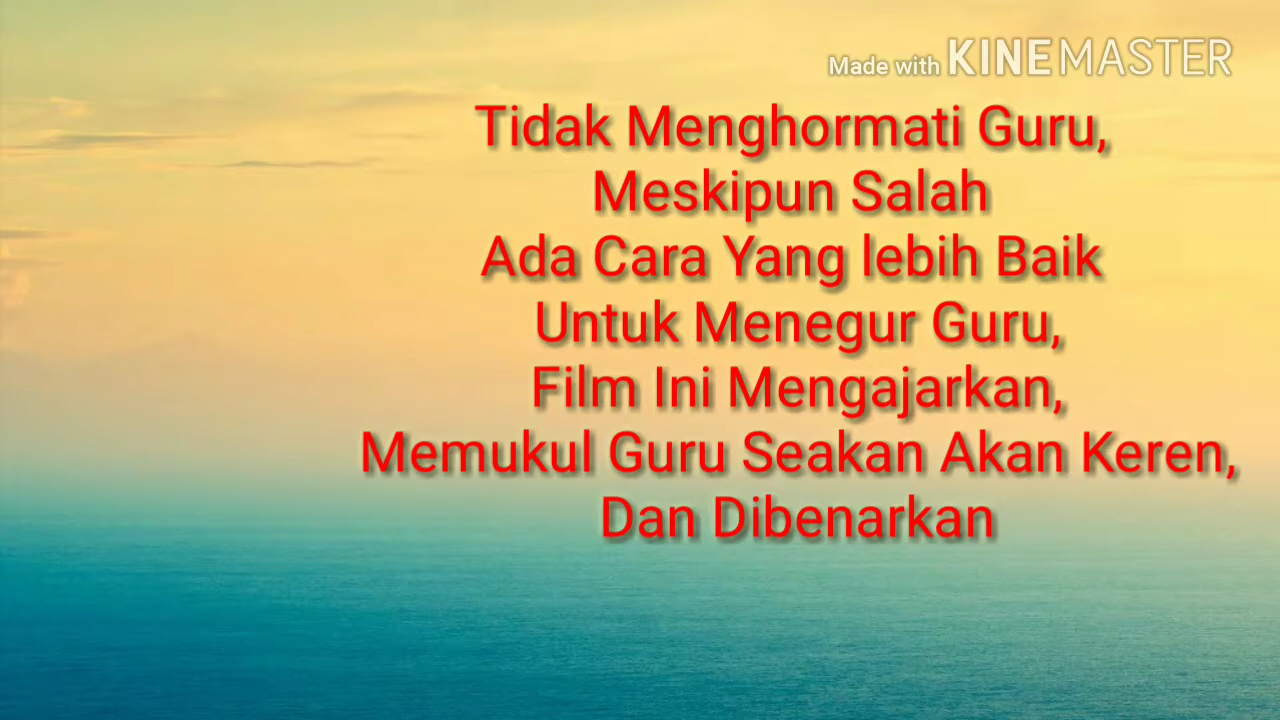 Made with KINEMASTER
Tidak Menghormati Guru,
Meskipun Salah
Ada Cara Yang lebih Baik
Untuk Menegur Guru,
Film Ini Mengajarkan,
Memukul Guru Seakan Akan Keren,
Dan Dibenarkan